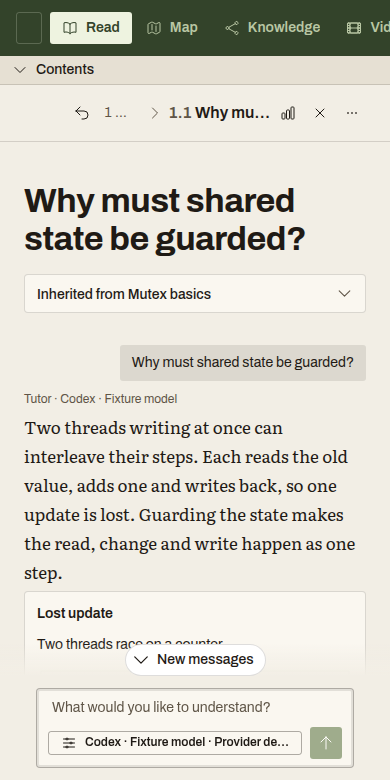 Read Map Knowledge Vid
Contents
1 ... 1.1 Why mu...
Why must shared
state be guarded?
Inherited from Mutex basics
Why must shared state be guarded?
Tutor · Codex · Fixture model
Two threads writing at once can
interleave their steps. Each reads the old
value, adds one and writes back, so one
update is lost. Guarding the state makes
the read, change and write happen as one
step.
Lost update
Two threads race on a counter
New messages
What would you like to understand?
Codex · Fixture model · Provider de...